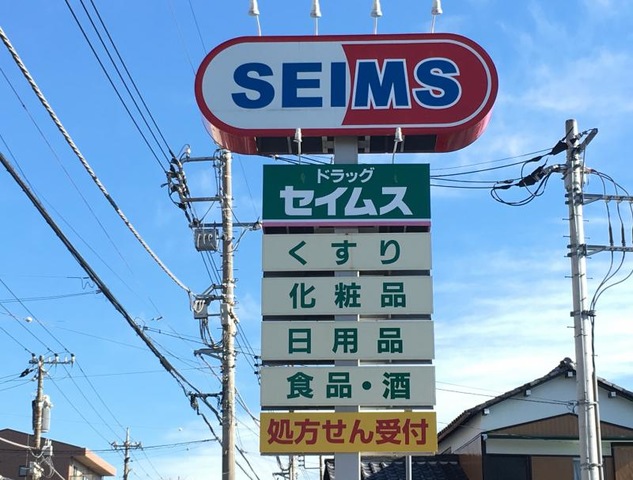 SEIMS
ドラッグ
セイムス
くすり
化粧品
日用品
食品・酒
処方せん受付